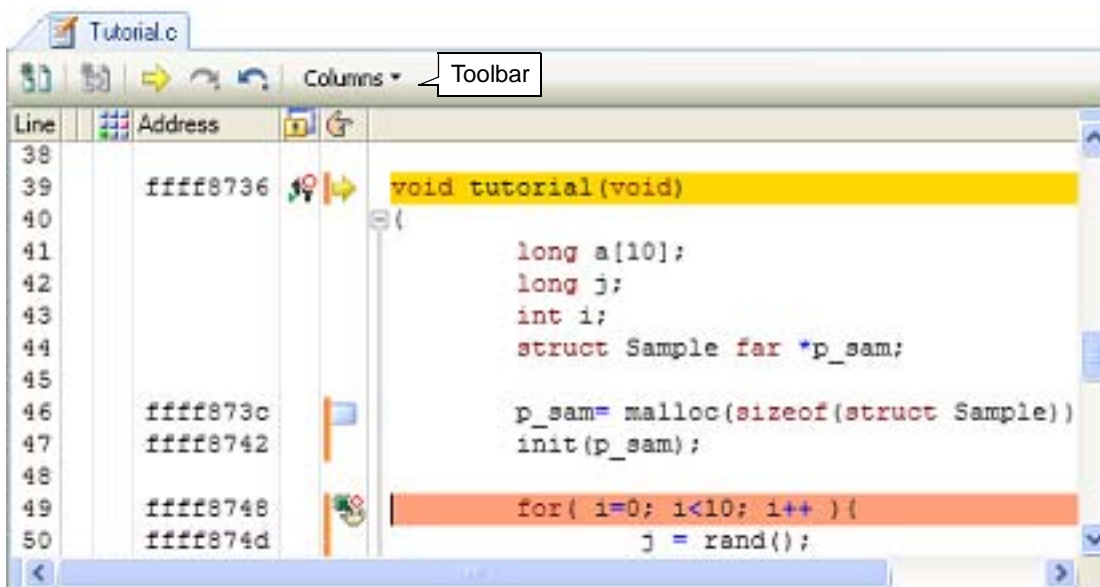 Tutorial.c
Columns Toolbar
Line Address
38
39 ffff8736 void tutorial(void)
40 {
41 long a[10];
42 long j;
43 int i;
44 struct Sample far *p_sam;
45
46 ffff873c p_sam= malloc(sizeof(struct Sample))
47 ffff8742 init(p_sam);
48
49 ffff8748 for( i=0; i<10; i++ ){
50 ffff874d j = rand();